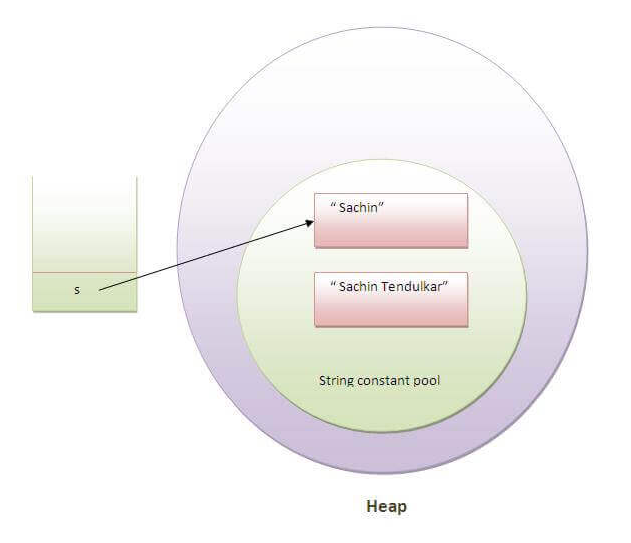 s
“ Sachin”
“ Sachin Tendulkar”
String constant pool
Heap